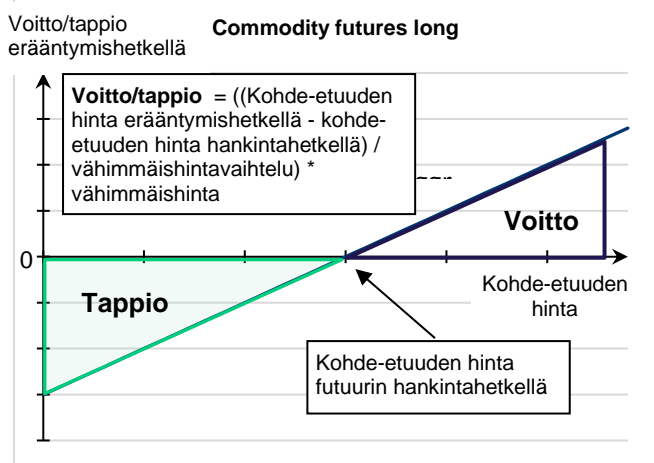 Voitto/tappio
erääntymishetkellä
Commodity futures long
Voitto/tappio = ((Kohde-etuuden
hinta erääntymishetkellä - kohde-
etuuden hinta hankintahetkellä) /
vähimmäishintavaihtelu) *
vähimmäishinta
Voitto
0
Kohde-etuuden
hinta
Tappio
Kohde-etuuden hinta
futuurin hankintahetkellä